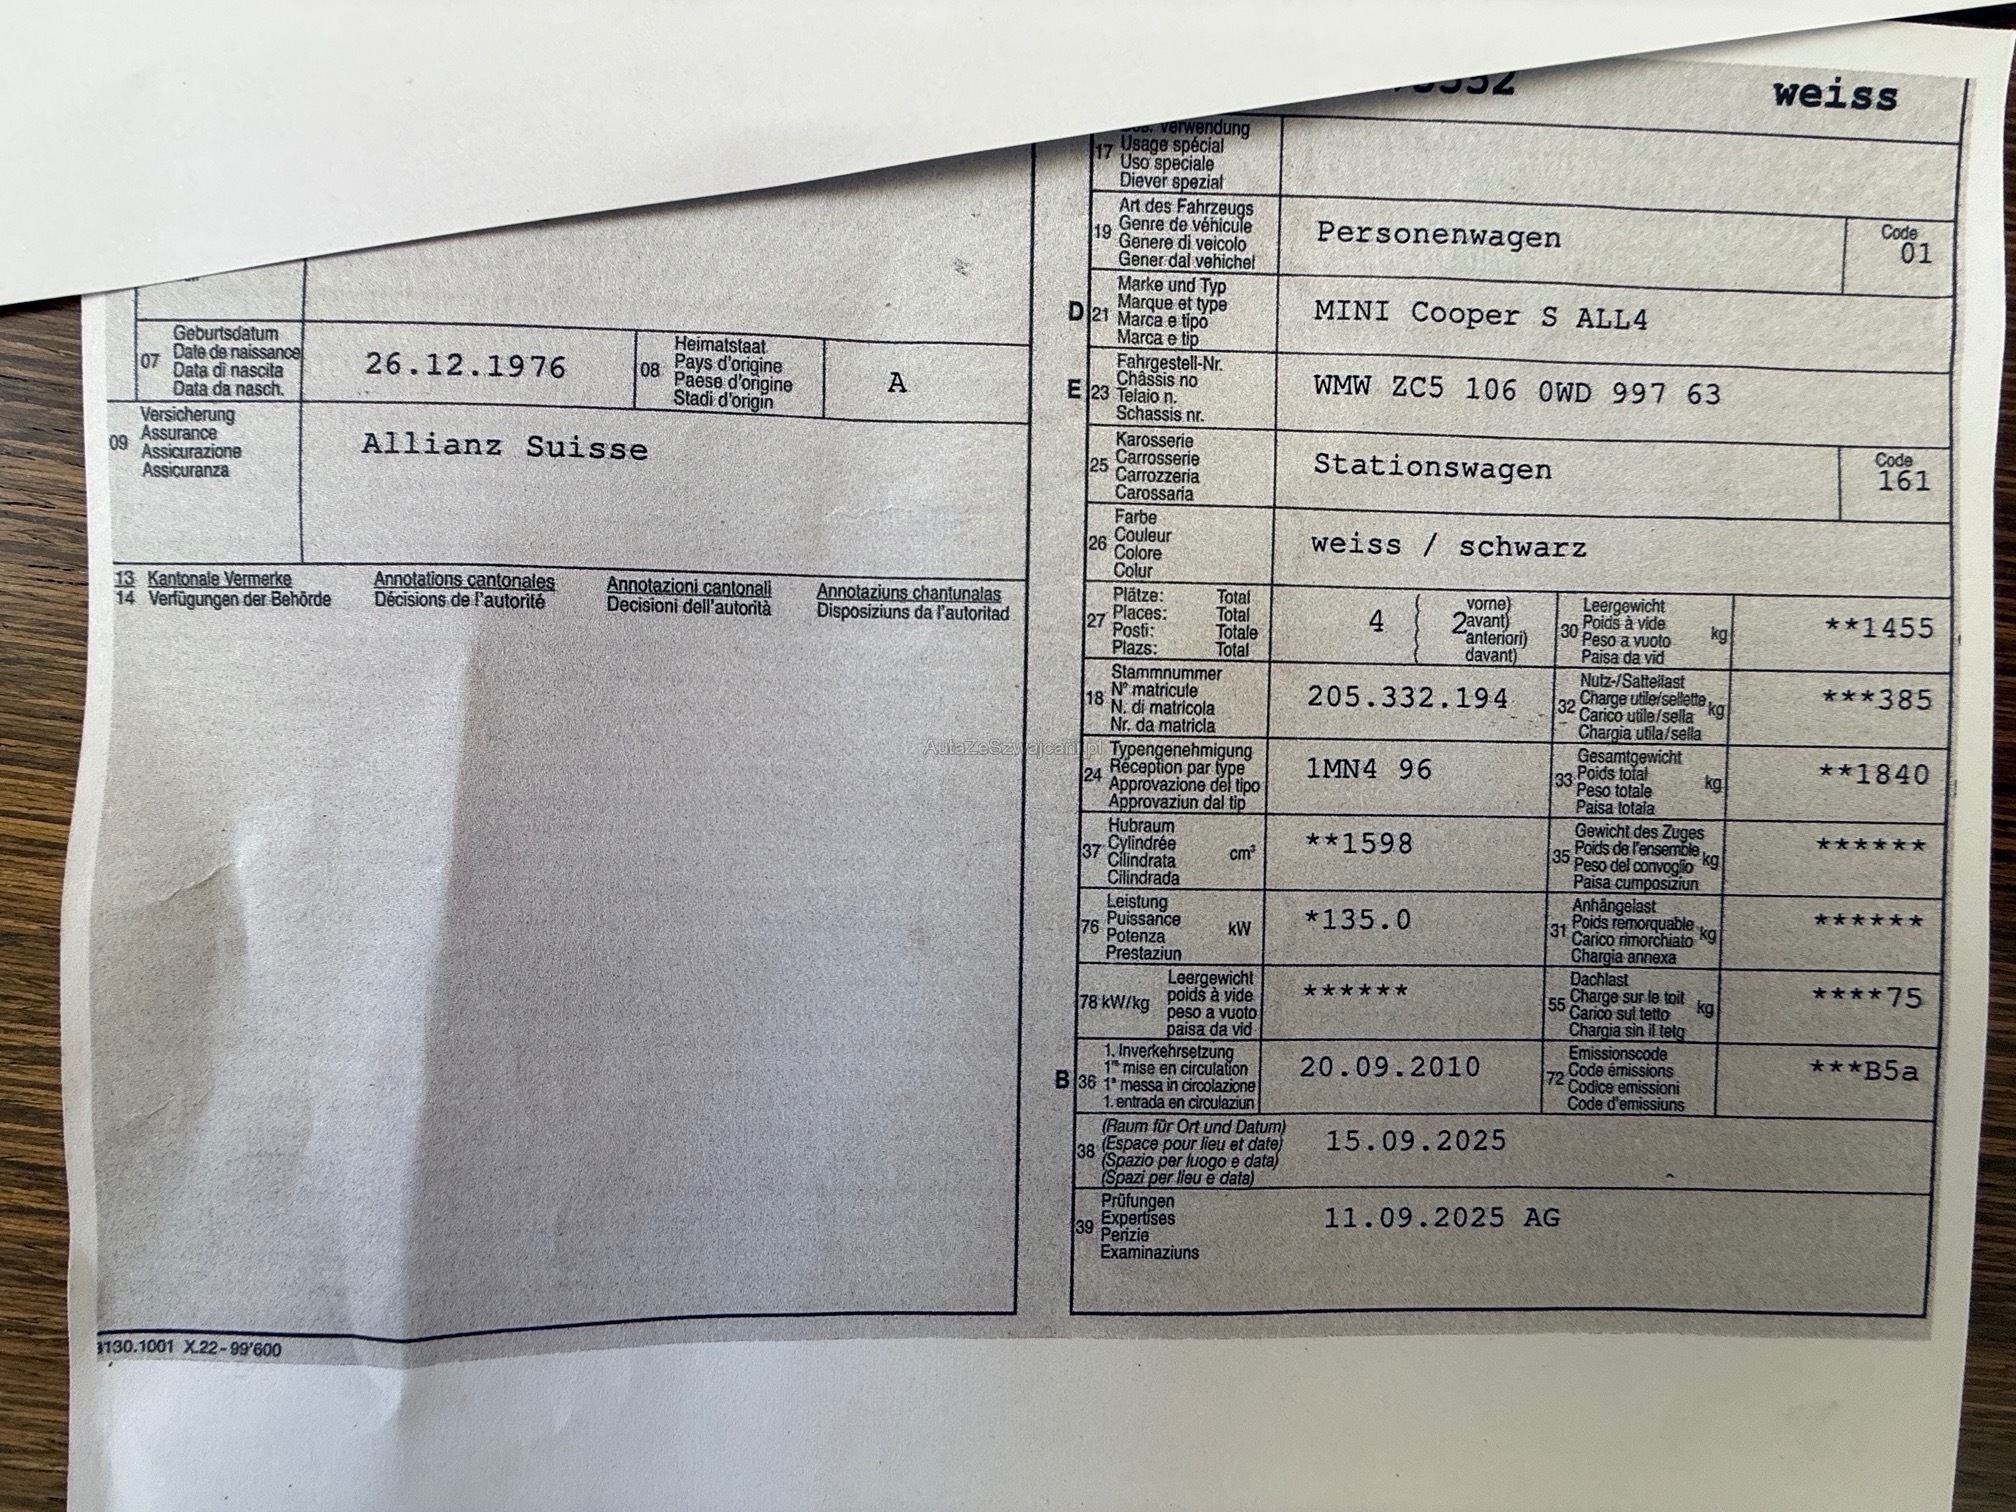 weiss
Verwendung
17 Usage spécial
Uso speciale
Diever spezial
19 Art des Fahrzeugs
Genre de véhicule
Genere di veicolo
Gener dal vehichel
Personenwagen
Code
01
D 21 Marke und Typ
Marque et type
Marca e tipo
Marca e tip
MINI Cooper S ALL4
E 23 Fahrgestell-Nr.
Châssis no
Telaio n.
Schassis nr.
WMW ZC5 106 0WD 997 63
25 Karosserie
Carrosserie
Carrozzeria
Carossaria
Stationswagen
Code
161
26 Farbe
Couleur
Colore
Colur
weiss / schwarz
27 Plätze: Total
Places: Total
Posti: Totale
Plazs: Total
4
2
vorne)
avant)
anteriori)
davant)
30 Leergewicht
Poids à vide
Peso a vuoto kg
Paisa da vid
**1455
18 Stammnummer
N° matricule
N. di matricola
Nr. da matricla
205.332.194
32 Nutz-/Sattellast
Charge utile/sellette kg
Carico utile/sella
Chargia utila/sella
***385
24 Typengenehmigung
Réception par type
Approvazione del tipo
Approvaziun dal tip
1MN4 96
33 Gesamtgewicht
Poids total
Peso totale kg
Paisa totala
**1840
37 Hubraum
Cylindrée
Cilindrata cm³
Cilindrada
**1598
35 Gewicht des Zuges
Poids de l'ensemble kg
Peso del convoglio
Paisa cumposiziun
******
76 Leistung
Puissance
Potenza kW
Prestaziun
*135.0
31 Anhängelast
Poids remorquable kg
Carico rimorchiato
Chargia annexa
******
78 kW/kg Leergewicht
poids à vide
peso a vuoto
paisa da vid
******
55 Dachlast
Charge sur le toit kg
Carico sul tetto
Chargia sin il tetg
****75
B 36 1. Inverkehrsetzung
1re mise en circulation
1a messa in circolazione
1. entrada en circulaziun
20.09.2010
72 Emissionscode
Code émissions
Codice emissioni
Code d'emissiuns
***B5a
38 (Raum für Ort und Datum)
(Espace pour lieu et date)
(Spazio per luogo e data)
(Spazi per lieu e data)
15.09.2025
39 Prüfungen
Expertises
Perizie
Examinaziuns
11.09.2025 AG
07 Geburtsdatum
Date de naissance
Data di nascita
Data da nasch.
26.12.1976
08 Heimatstaat
Pays d'origine
Paese d'origine
Stadi d'origin
A
09 Versicherung
Assurance
Assicurazione
Assicuranza
Allianz Suisse
13 Kantonale Vermerke Annotations cantonales Annotazioni cantonali Annotaziuns chantunalas
14 Verfügungen der Behörde Décisions de l'autorité Decisioni dell'autorità Disposiziuns da l'autoritad
AutaZeSzwajcarii.pl
130.1001 X.22-99'600